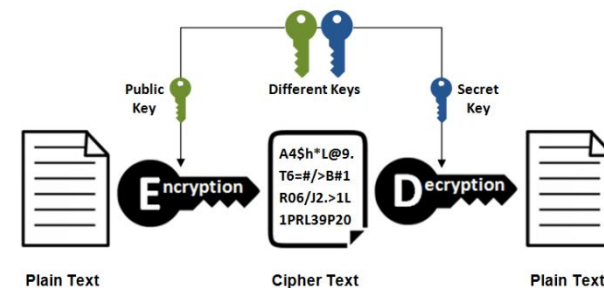 Public
Key
Different Keys
Secret
Key
A4$h*L@9.
T6=#/>B#1
R06/J2.>1L
1PRL39P20
Encryption
Decryption
Plain Text
Cipher Text
Plain Text